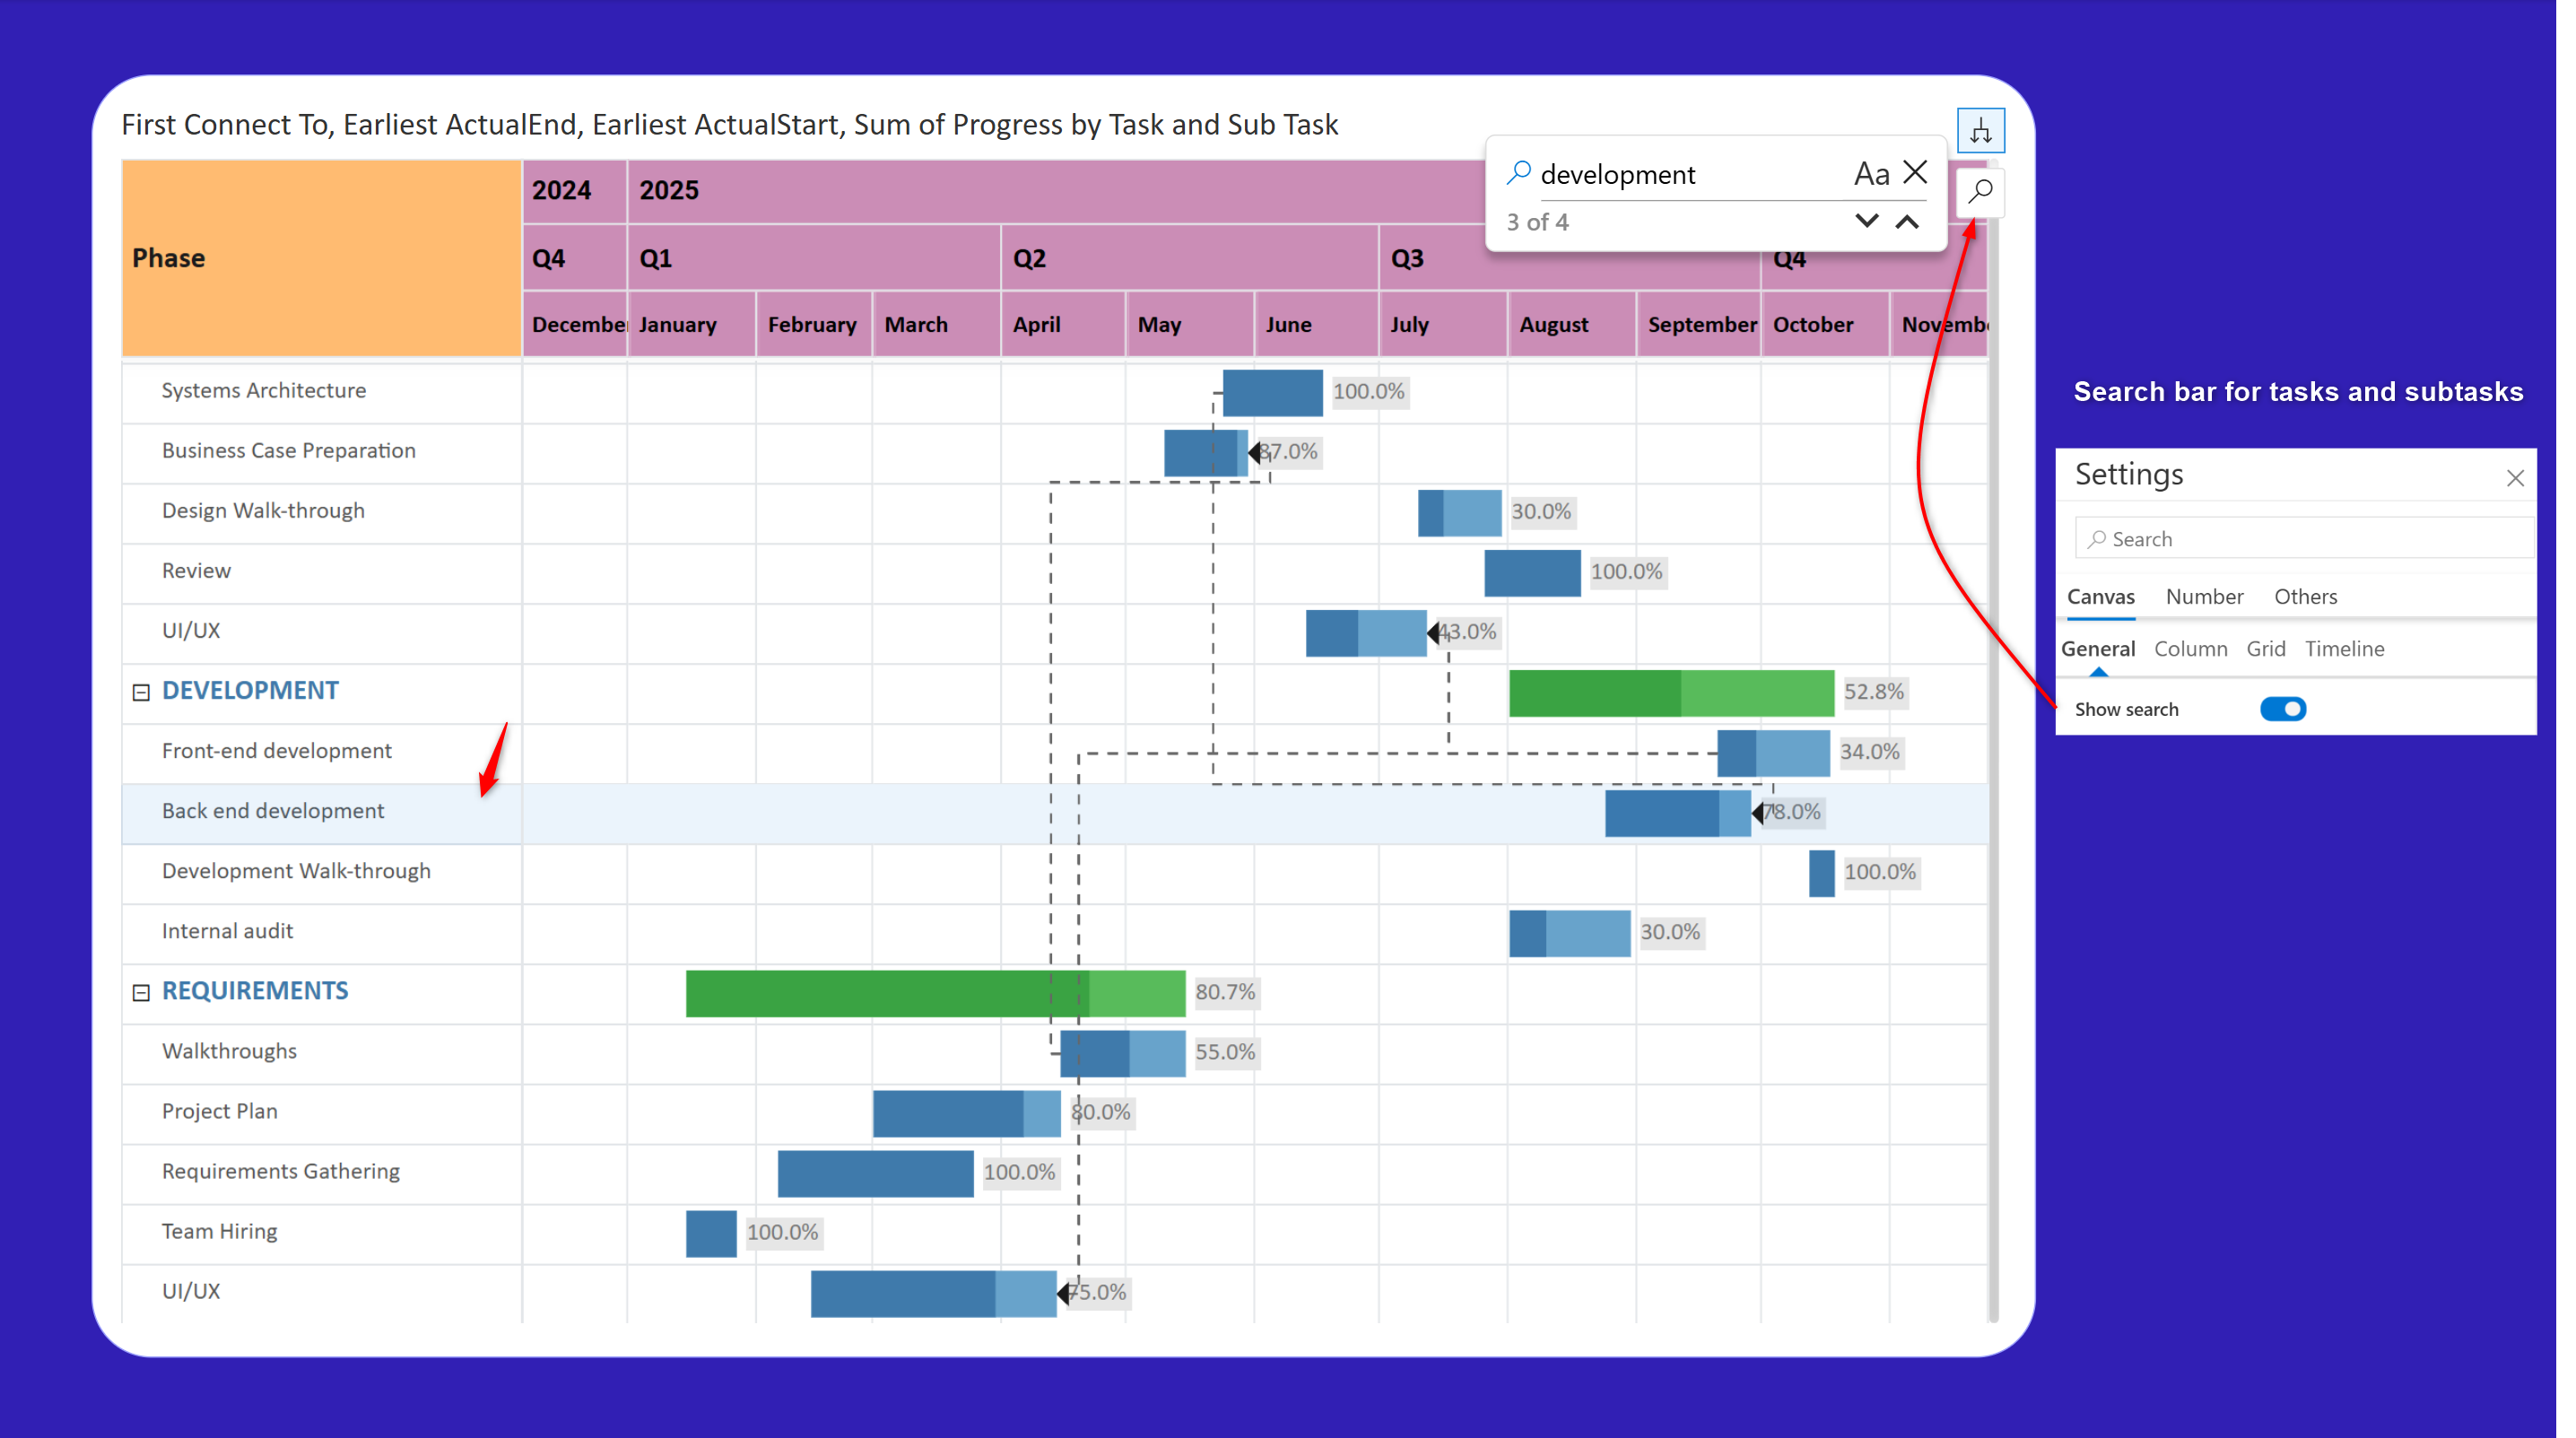 First Connect To, Earliest ActualEnd, Earliest ActualStart, Sum of Progress by Task and Sub Task
development Aa
3 of 4
2024 2025
Phase Q4 Q1 Q2 Q3 Q4
December January February March April May June July August September October Novembe
Systems Architecture 100.0%
Business Case Preparation 87.0%
Design Walk-through 30.0%
Review 100.0%
UI/UX 43.0%
DEVELOPMENT 52.8%
Front-end development 34.0%
Back end development 78.0%
Development Walk-through 100.0%
Internal audit 30.0%
REQUIREMENTS 80.7%
Walkthroughs 55.0%
Project Plan 80.0%
Requirements Gathering 100.0%
Team Hiring 100.0%
UI/UX 75.0%
Search bar for tasks and subtasks
Settings
Search
Canvas Number Others
General Column Grid Timeline
Show search